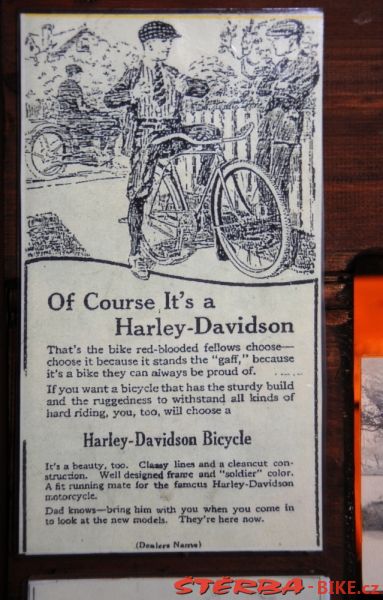 Of Course It's a
Harley-Davidson
That's the bike red-blooded fellows choose—
choose it because it stands the "gaff," because
it's a bike they can always be proud of.
If you want a bicycle that has the sturdy build
and the ruggedness to withstand all kinds of
hard riding, you, too, will choose a
Harley-Davidson Bicycle
It's a beauty, too. Classy lines and a cleancut con-
struction. Well designed frame and "soldier" color.
A fit running mate for the famous Harley-Davidson
motorcycle.
Dad knows—bring him with you when you come in
to look at the new models. They're here now.
(Dealers Name)
ŠTĚRBA-BIKE.cz